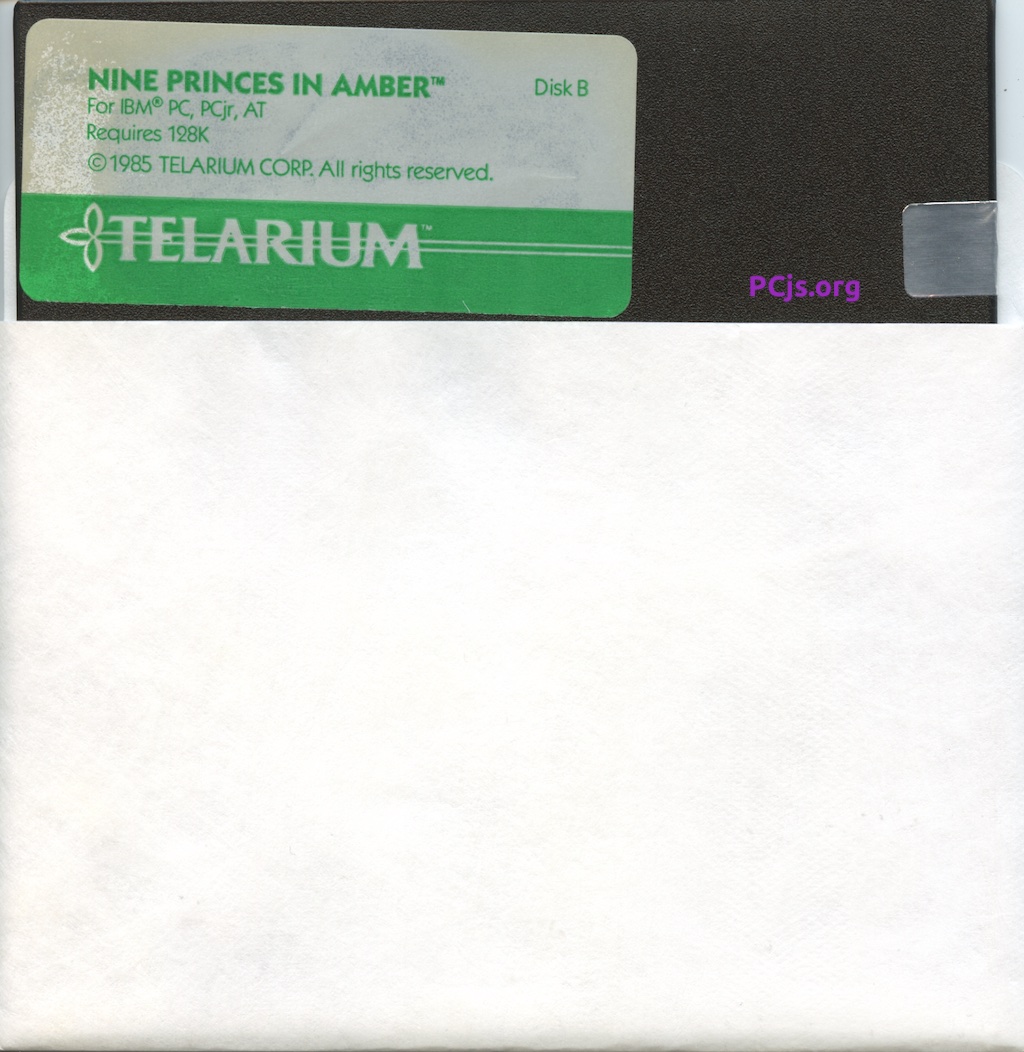 NINE PRINCES IN AMBER™ Disk B
For IBM® PC, PCjr, AT
Requires 128K
©1985 TELARIUM CORP. All rights reserved.
TELARIUM™
PCjs.org